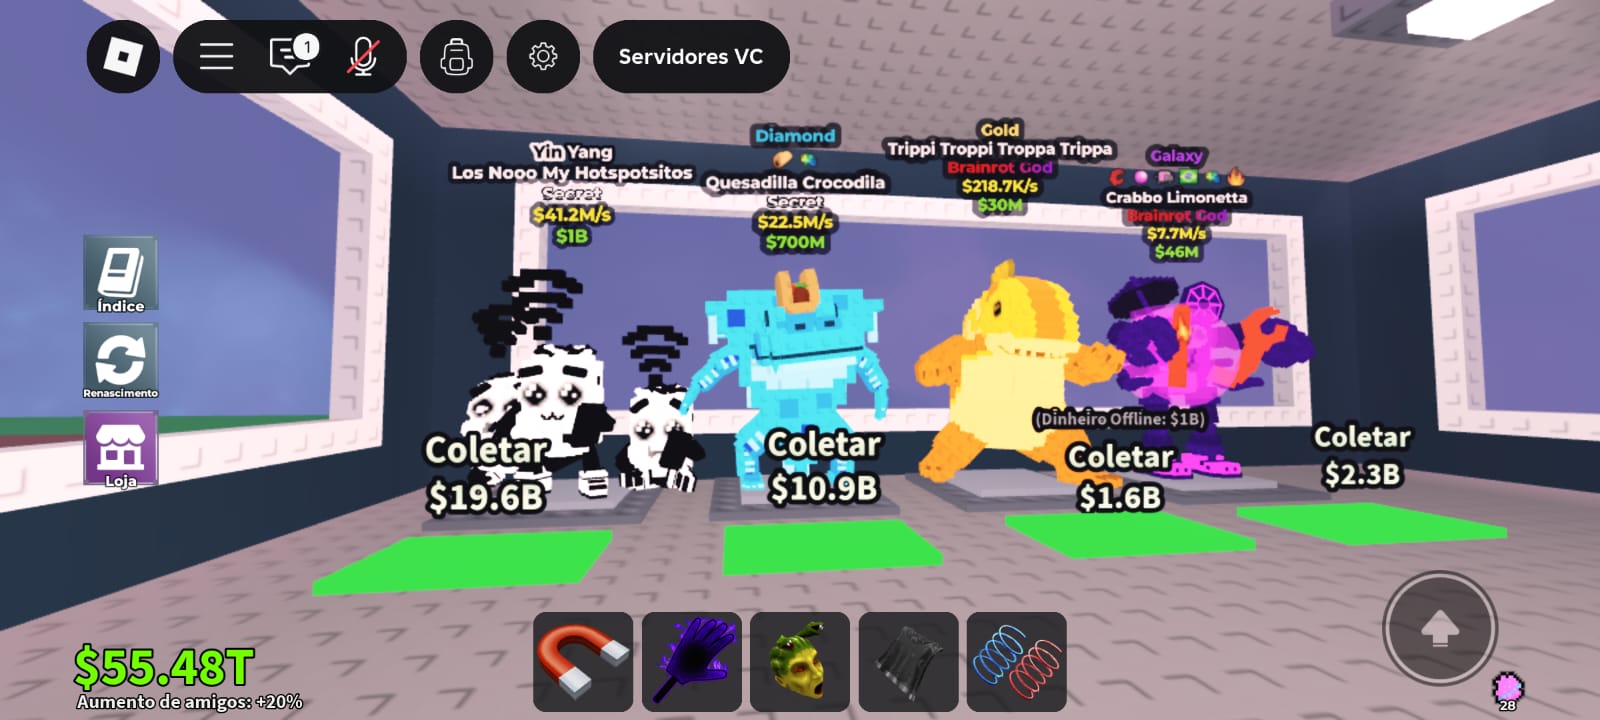 1
Servidores VC
Índice
Renascimento
Loja
Yin Yang
Los Nooo My Hotspotsitos
Secret
$41.2M/s
$1B
Diamond
Quesadilla Crocodila
Secret
$22.5M/s
$700M
Gold
Trippi Troppi Troppa Trippa
Brainrot God
$218.7K/s
$30M
Galaxy
Crabbo Limonetta
Brainrot God
$7.7M/s
$46M
Coletar
$19.6B
Coletar
$10.9B
(Dinheiro Offline: $1B)
Coletar
$1.6B
Coletar
$2.3B
$55.48T
Aumento de amigos: +20%
28